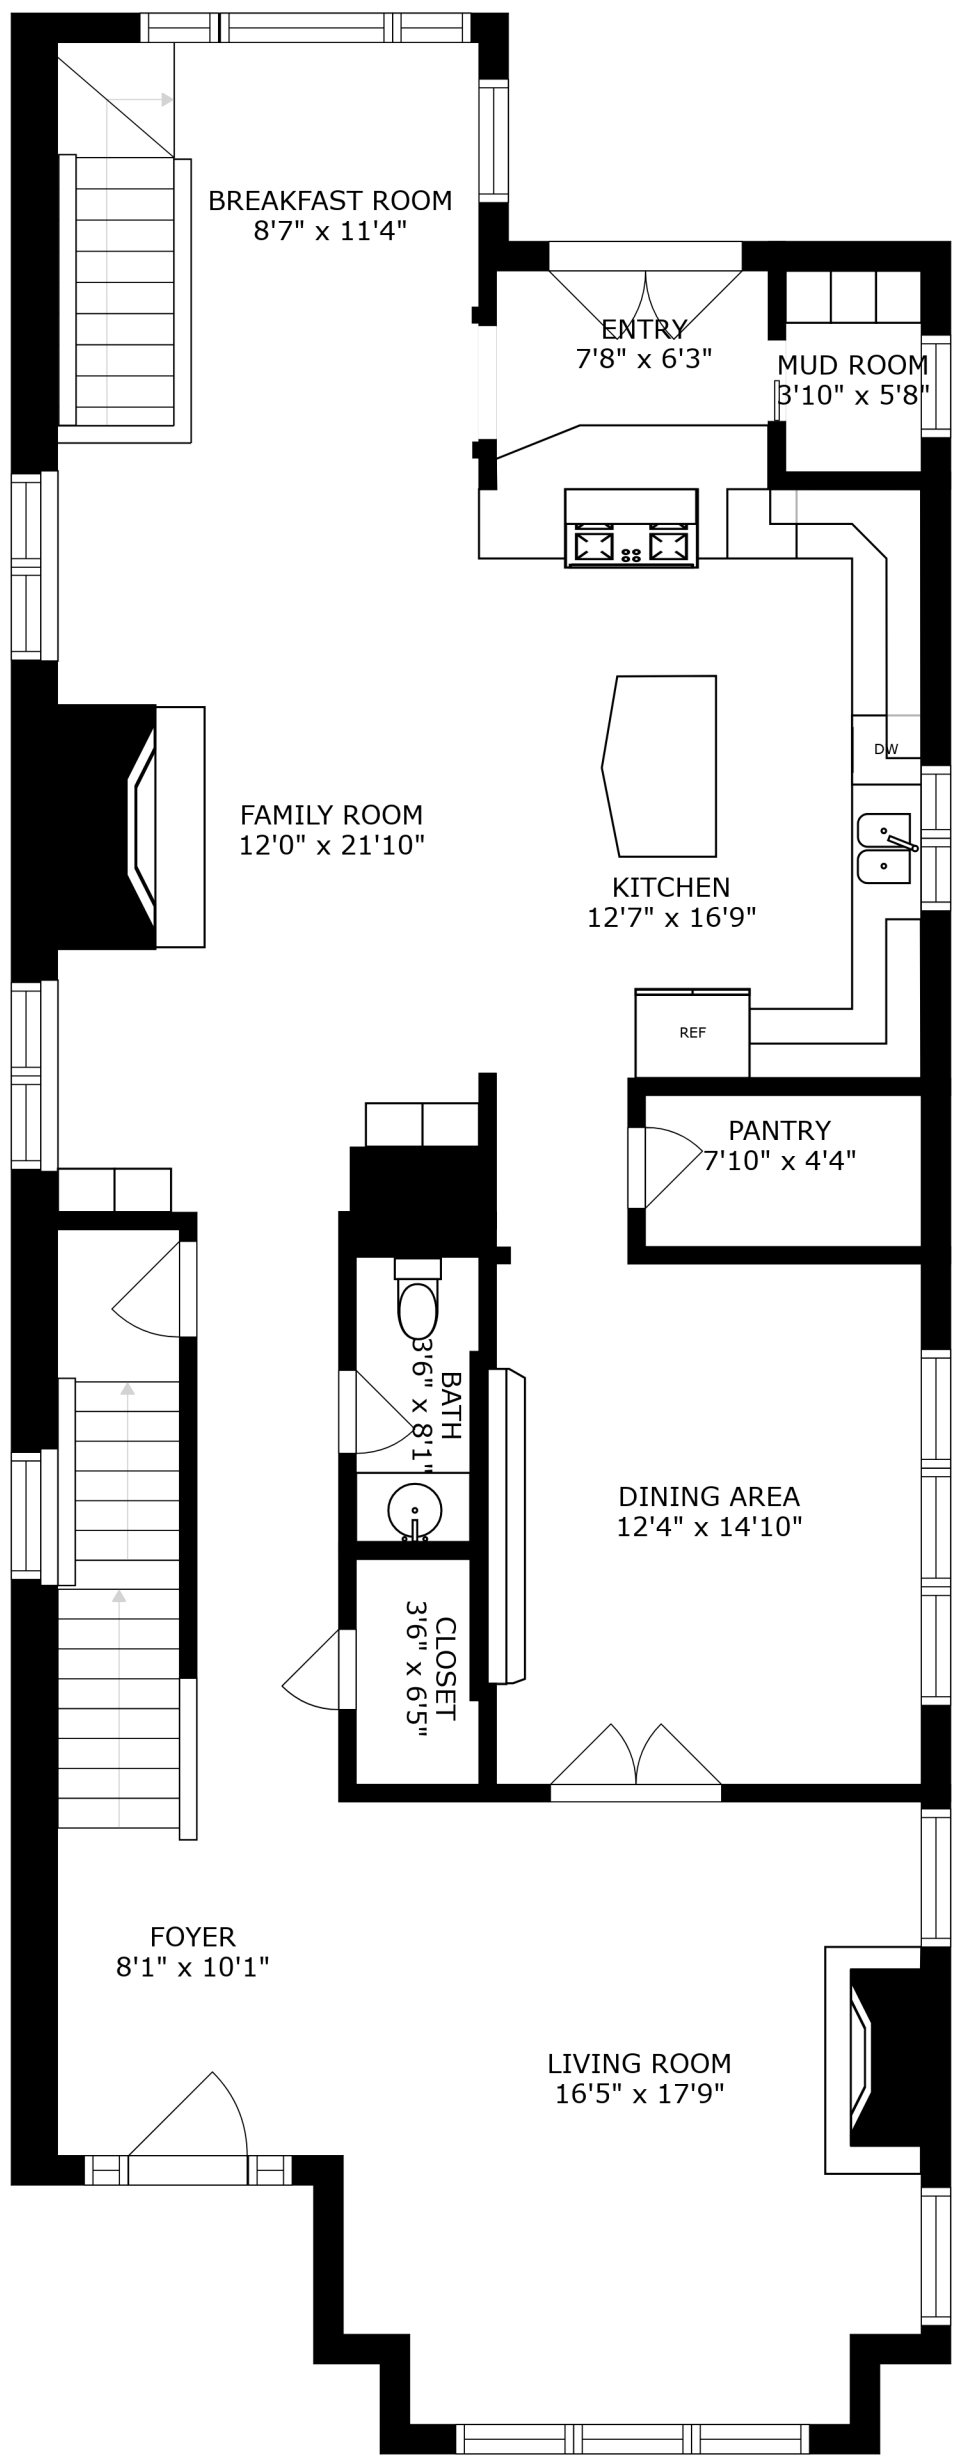 BREAKFAST ROOM
8'7" x 11'4"
ENTRY
7'8" x 6'3"
MUD ROOM
3'10" x 5'8"
DW
FAMILY ROOM
12'0" x 21'10"
KITCHEN
12'7" x 16'9"
REF
PANTRY
7'10" x 4'4"
BATH
3'6" x 8'1"
DINING AREA
12'4" x 14'10"
CLOSET
3'6" x 6'5"
FOYER
8'1" x 10'1"
LIVING ROOM
16'5" x 17'9"